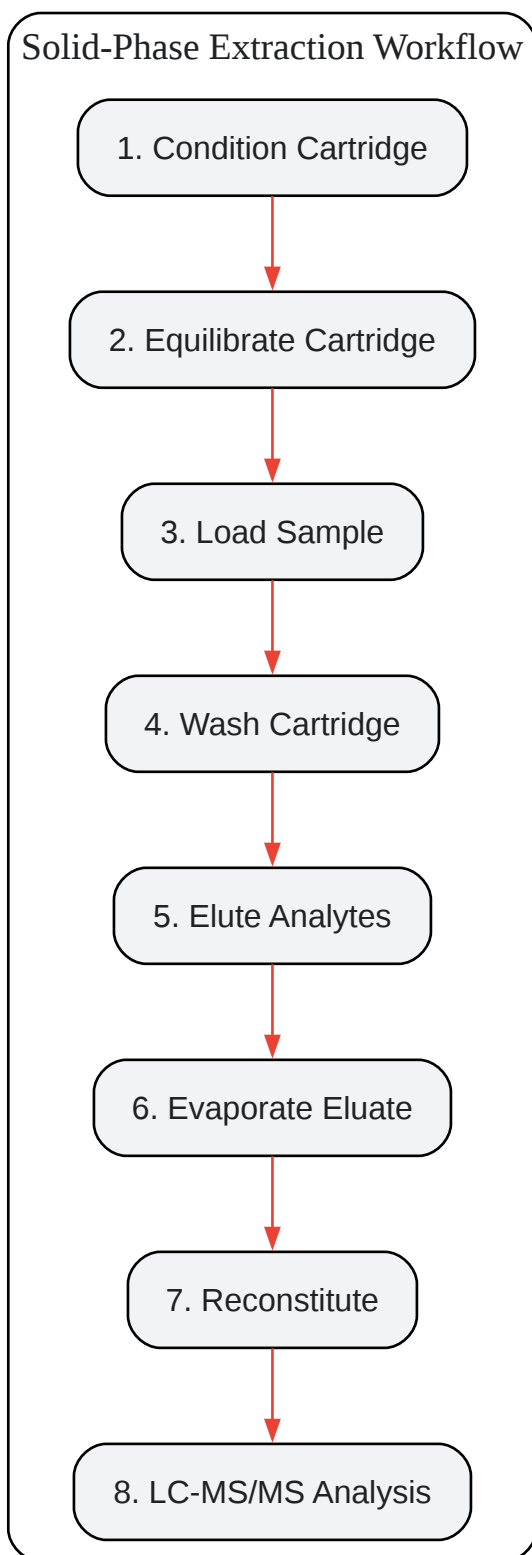 Solid-Phase Extraction Workflow
1. Condition Cartridge
2. Equilibrate Cartridge
3. Load Sample
4. Wash Cartridge
5. Elute Analytes
6. Evaporate Eluate
7. Reconstitute
8. LC-MS/MS Analysis